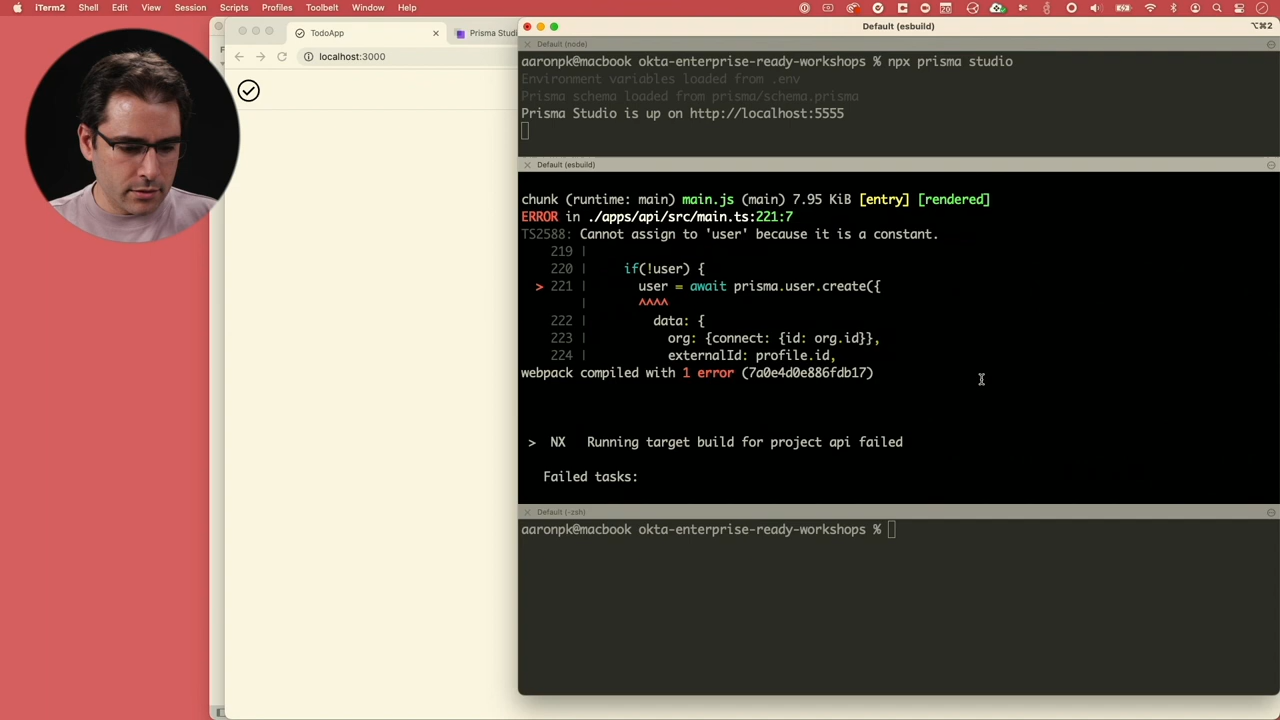 iTerm2 Shell Edit View Session Scripts Profiles Toolbelt Window Help
20
TodoApp
Prisma Studi
localhost:3000
Default (esbuild)
⌥⌘2
Default (node)
aaronpk@macbook okta-enterprise-ready-workshops % npx prisma studio
Environment variables loaded from .env
Prisma schema loaded from prisma/schema.prisma
Prisma Studio is up on http://localhost:5555
Default (esbuild)
chunk (runtime: main) main.js (main) 7.95 KiB [entry] [rendered]
ERROR in ./apps/api/src/main.ts:221:7
TS2588: Cannot assign to 'user' because it is a constant.
219 |
220 | if(!user) {
> 221 | user = await prisma.user.create({
| ^^^^
222 | data: {
223 | org: {connect: {id: org.id}},
224 | externalId: profile.id,
webpack compiled with 1 error (7a0e4d0e886fdb17)
> NX Running target build for project api failed
Failed tasks:
Default (-zsh)
aaronpk@macbook okta-enterprise-ready-workshops %